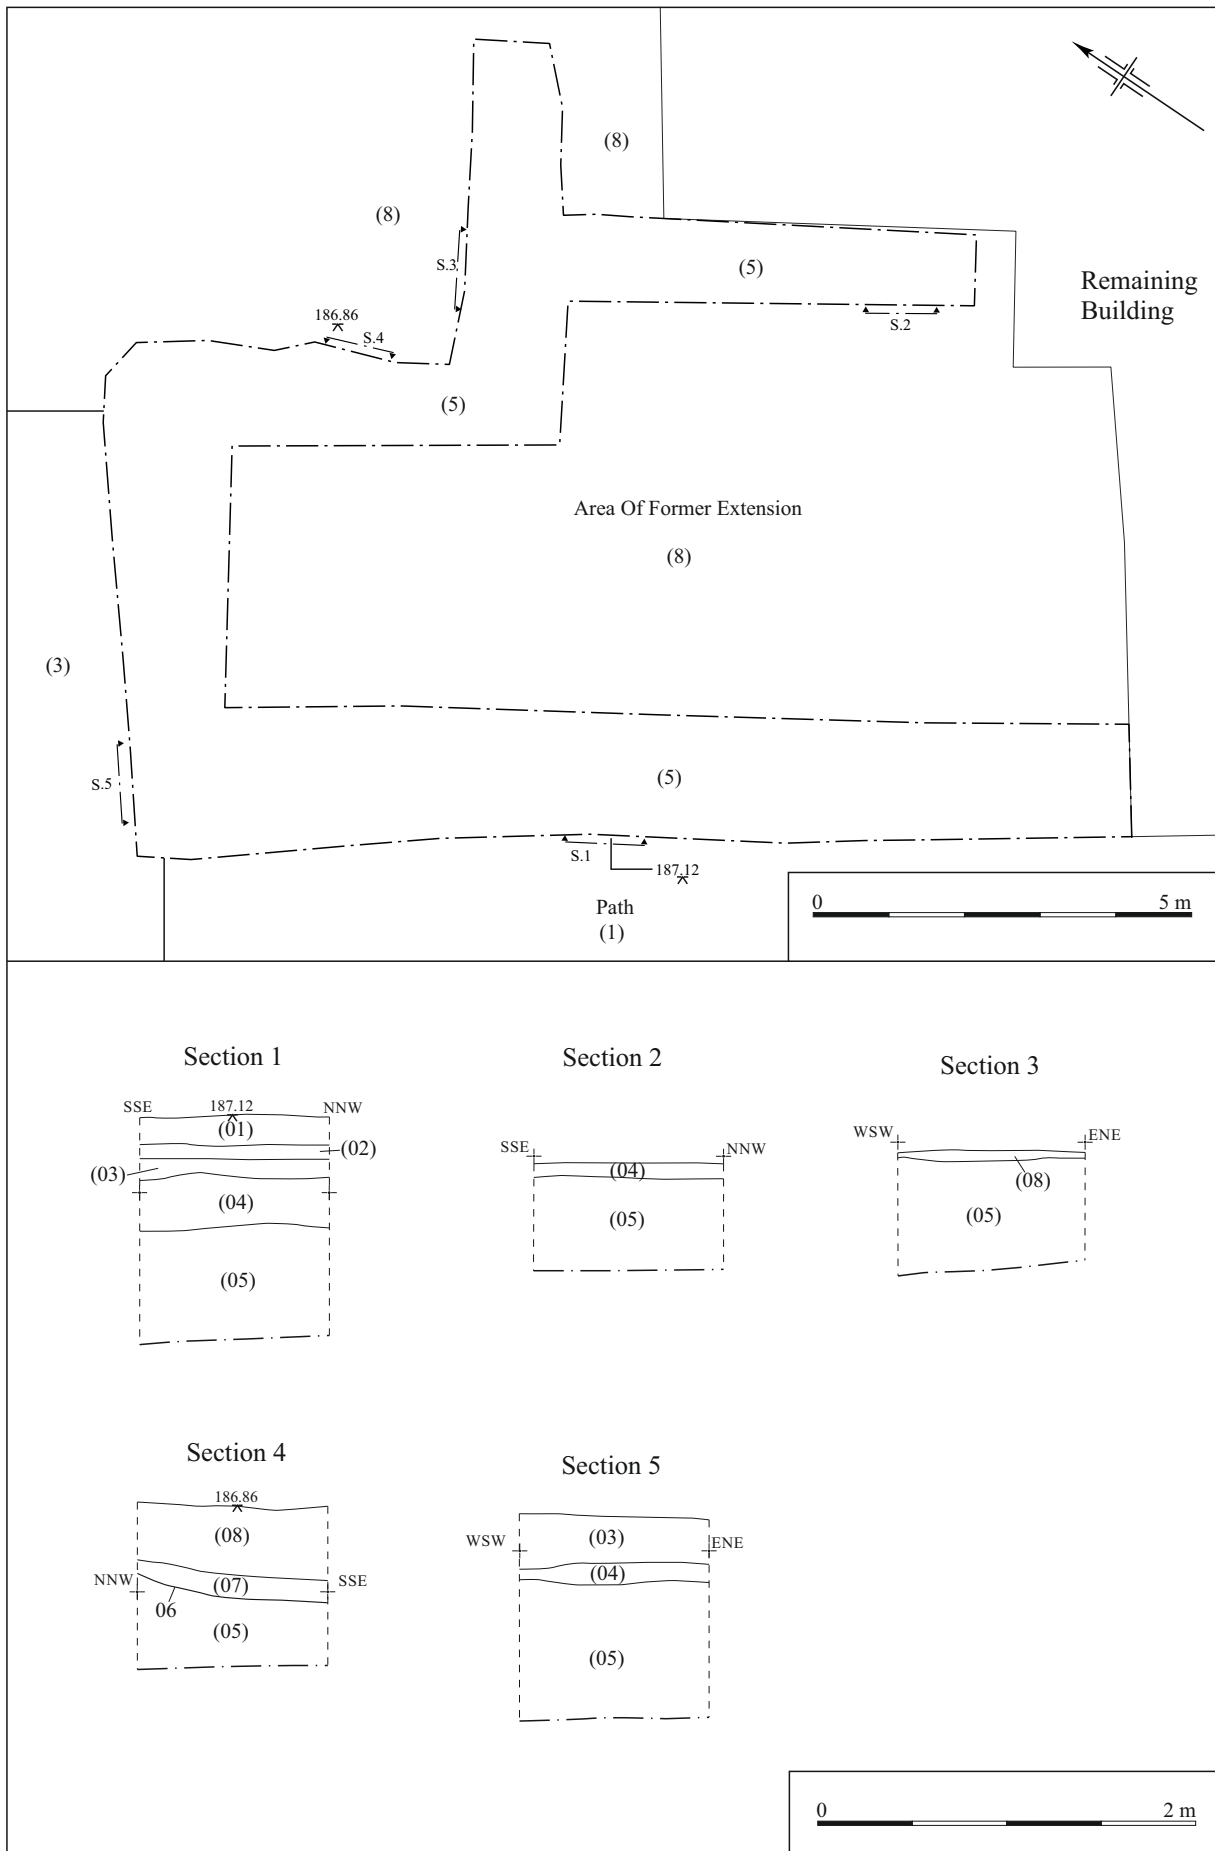 (8)
(8)
S.3
(5)
Remaining
Building
186.86
S.4
S.2
(5)
Area Of Former Extension
(8)
(3)
S.5
(5)
S.1
187.12
Path
(1)
0 5 m
Section 1
SSE 187.12 NNW
(01)
(02)
(03)
(04)
(05)
Section 2
SSE NNW
(04)
(05)
Section 3
WSW ENE
(08)
(05)
Section 4
186.86
(08)
NNW (07) SSE
06
(05)
Section 5
(03)
WSW ENE
(04)
(05)
0 2 m